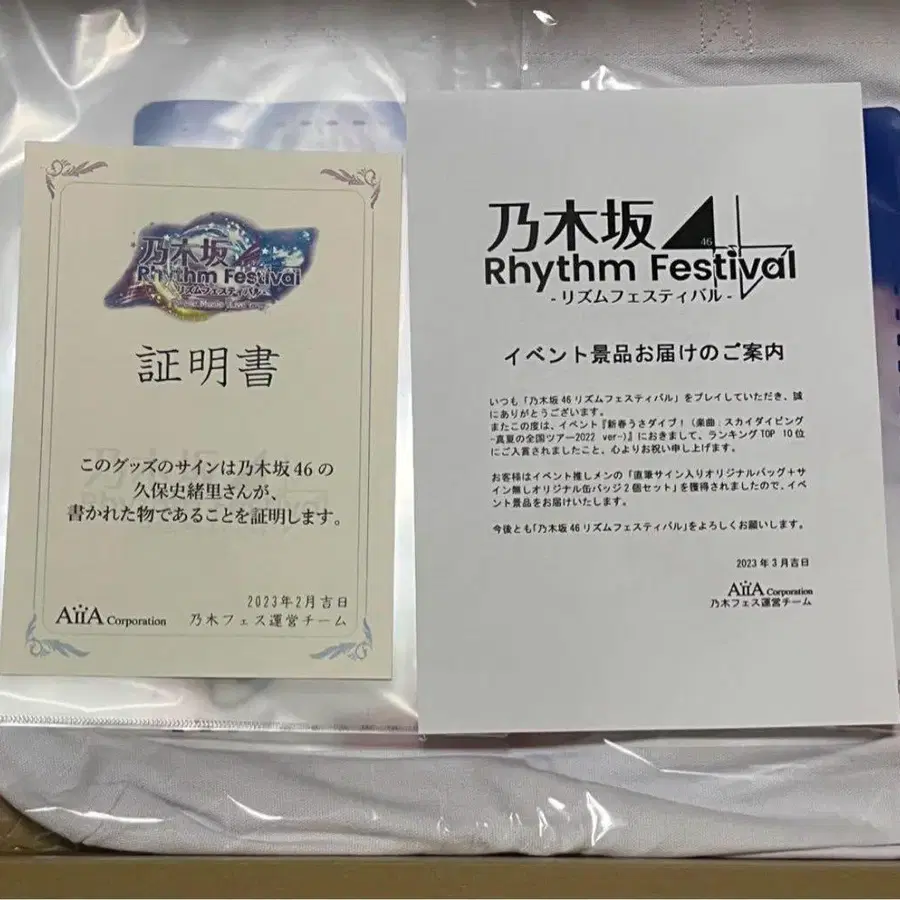 乃木坂
Rhythm Festival
-リズムフェスティバル-
証明書
このグッズのサインは乃木坂46の
久保史緒里さんが、
書かれた物であることを証明します。
2023年2月吉日
AiiA Corporation
乃木フェス運営チーム
乃木坂46
Rhythm Festival
-リズムフェスティバル-
イベント景品お届けのご案内
いつも「乃木坂46リズムフェスティバル」をプレイしていただき、誠
にありがとうございます。
またこの度は、イベント『新春うさダイブ!(楽曲:スカイダイビング
-真夏の全国ツアー2022 ver-)』におきまして、ランキングTOP 10位
にご入賞されましたこと、心よりお祝い申し上げます。
お客様はイベント推しメンの「直筆サイン入りオリジナルバッグ+サ
イン無しオリジナル缶バッジ2個セット」を獲得されましたので、イベ
ント景品をお届けいたします。
今後とも「乃木坂46リズムフェスティバル」をよろしくお願いします。
2023年3月吉日
AiiA Corporation
乃木フェス運営チーム